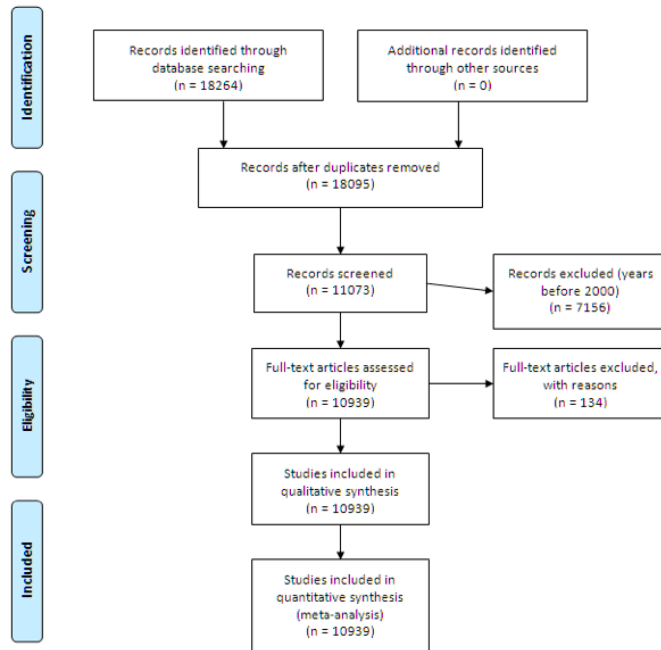 Identification
Records identified through
database searching
(n = 18264)
Additional records identified
through other sources
(n = 0)
Records after duplicates removed
(n = 18095)
Screening
Records screened
(n = 11073)
Records excluded (years
before 2000)
(n = 7156)
Eligibility
Full-text articles assessed
for eligibility
(n = 10939)
Full-text articles excluded,
with reasons
(n = 134)
Studies included in
qualitative synthesis
(n = 10939)
Included
Studies included in
quantitative synthesis
(meta-analysis)
(n = 10939)